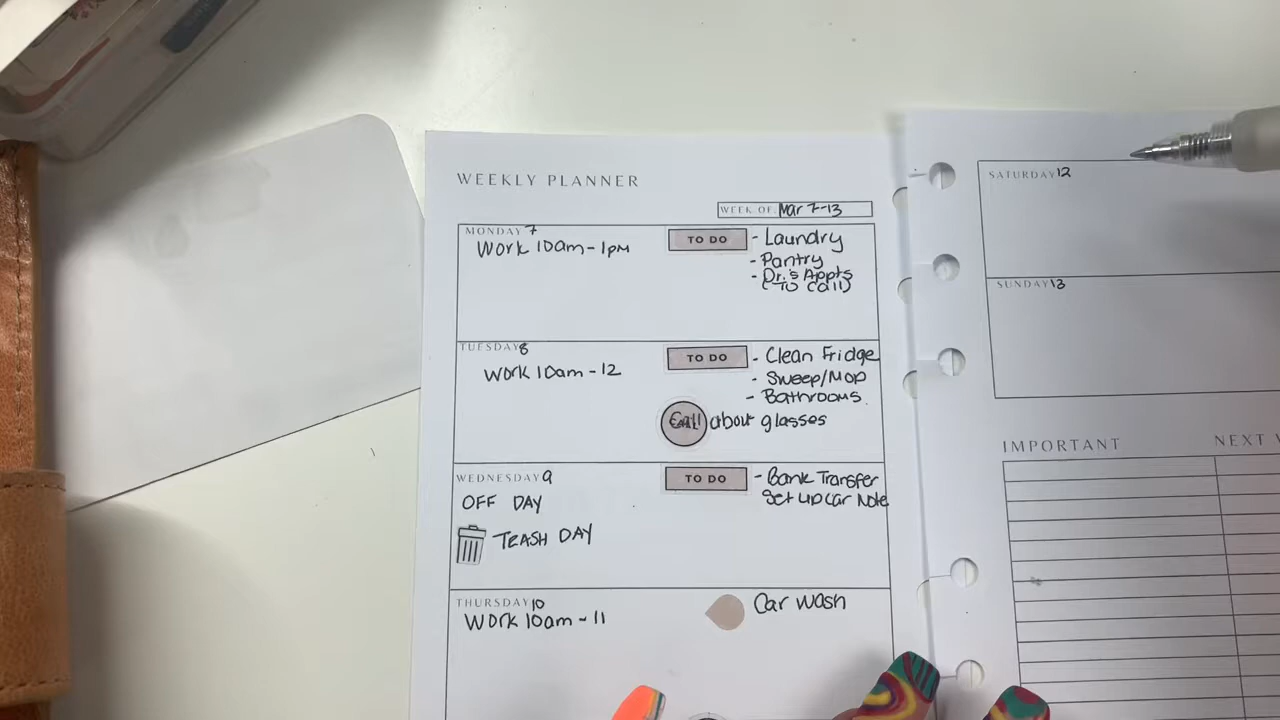 WEEKLY PLANNER
WEEK OF: Mar 7-13
MONDAY 7
Work 10am-1pm
TO DO
- Laundry
- Pantry
- Dr.'s Appts
(To Call)
TUESDAY 8
Work 10am-12
TO DO
- Clean Fridge
- Sweep/Mop
- Bathrooms
Call about glasses
WEDNESDAY 9
OFF DAY
TRASH DAY
TO DO
- Bank Transfer
Set up Car Note
THURSDAY 10
Work 10am-11
Car wash
SATURDAY 12
SUNDAY 13
IMPORTANT
NEXT